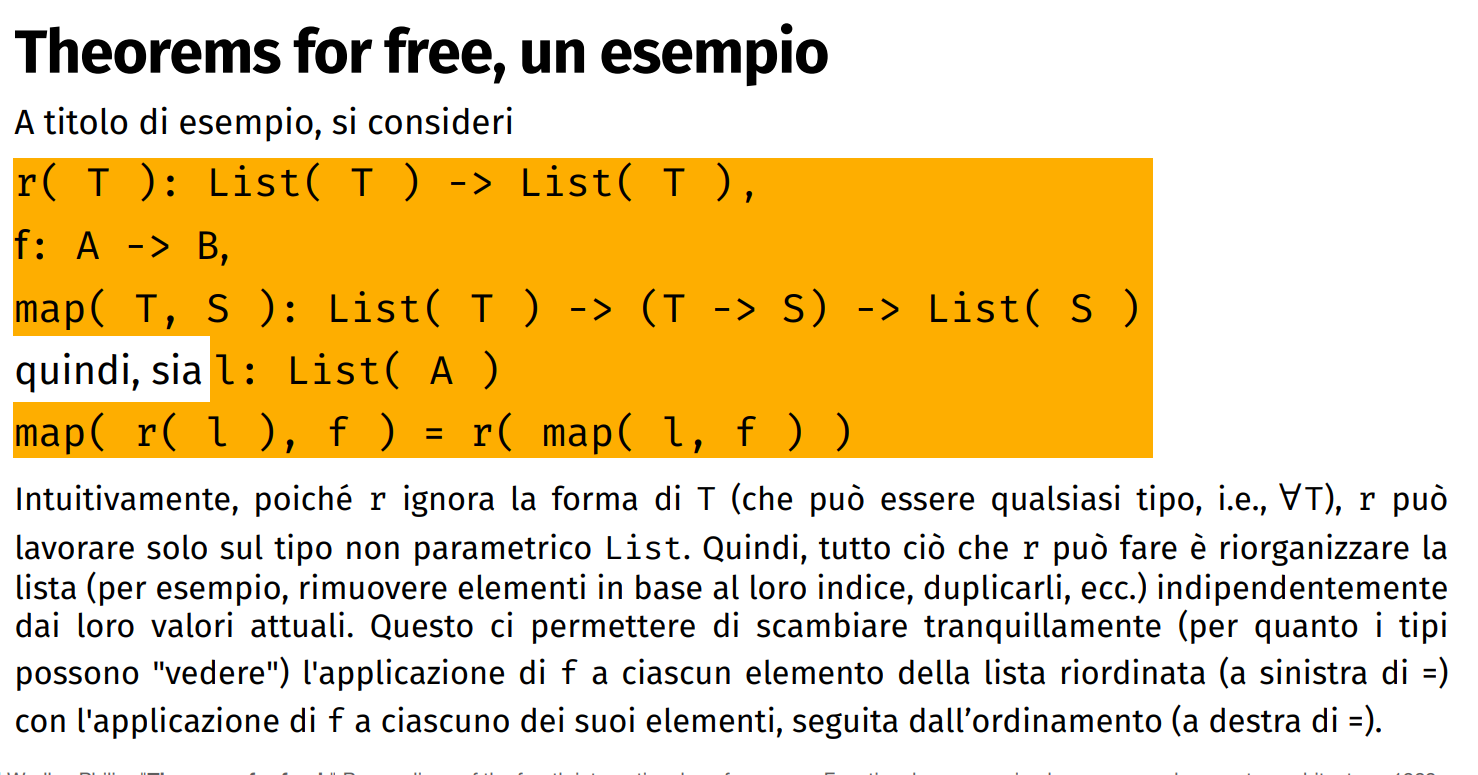 Theorems for free, un esempio
A titolo di esempio, si consideri
r( T ): List( T ) -> List( T ),
f: A -> B,
map( T, S ): List( T ) -> (T -> S) -> List( S )
quindi, sia l: List( A )
map( r( l ), f ) = r( map( l, f ) )
Intuitivamente, poiché r ignora la forma di T (che può essere qualsiasi tipo, i.e., ∀T), r può
lavorare solo sul tipo non parametrico List. Quindi, tutto ciò che r può fare è riorganizzare la
lista (per esempio, rimuovere elementi in base al loro indice, duplicarli, ecc.) indipendentemente
dai loro valori attuali. Questo ci permettere di scambiare tranquillamente (per quanto i tipi
possono "vedere") l'applicazione di f a ciascun elemento della lista riordinata (a sinistra di =)
con l'applicazione di f a ciascuno dei suoi elementi, seguita dall’ordinamento (a destra di =).